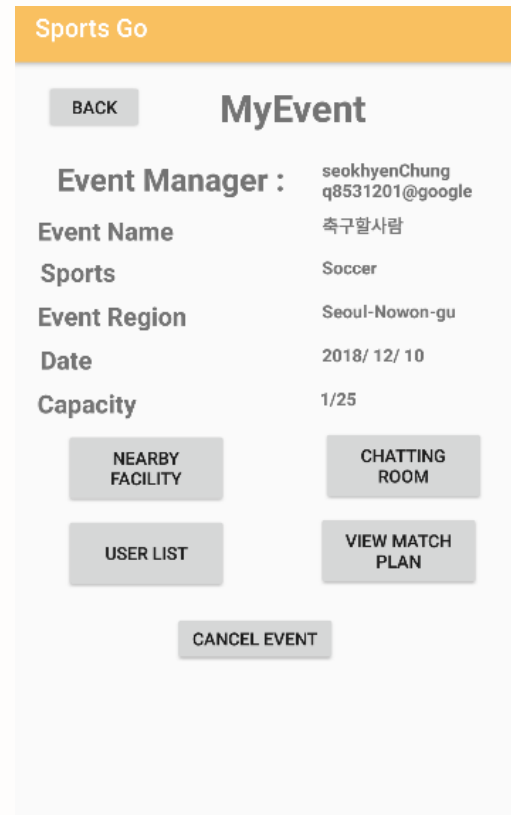 Sports Go
BACK
MyEvent
Event Manager :
seokhyenChung
q8531201@google
Event Name
축구할사람
Sports
Soccer
Event Region
Seoul-Nowon-gu
Date
2018/ 12/ 10
Capacity
1/25
NEARBY
FACILITY
CHATTING
ROOM
USER LIST
VIEW MATCH
PLAN
CANCEL EVENT